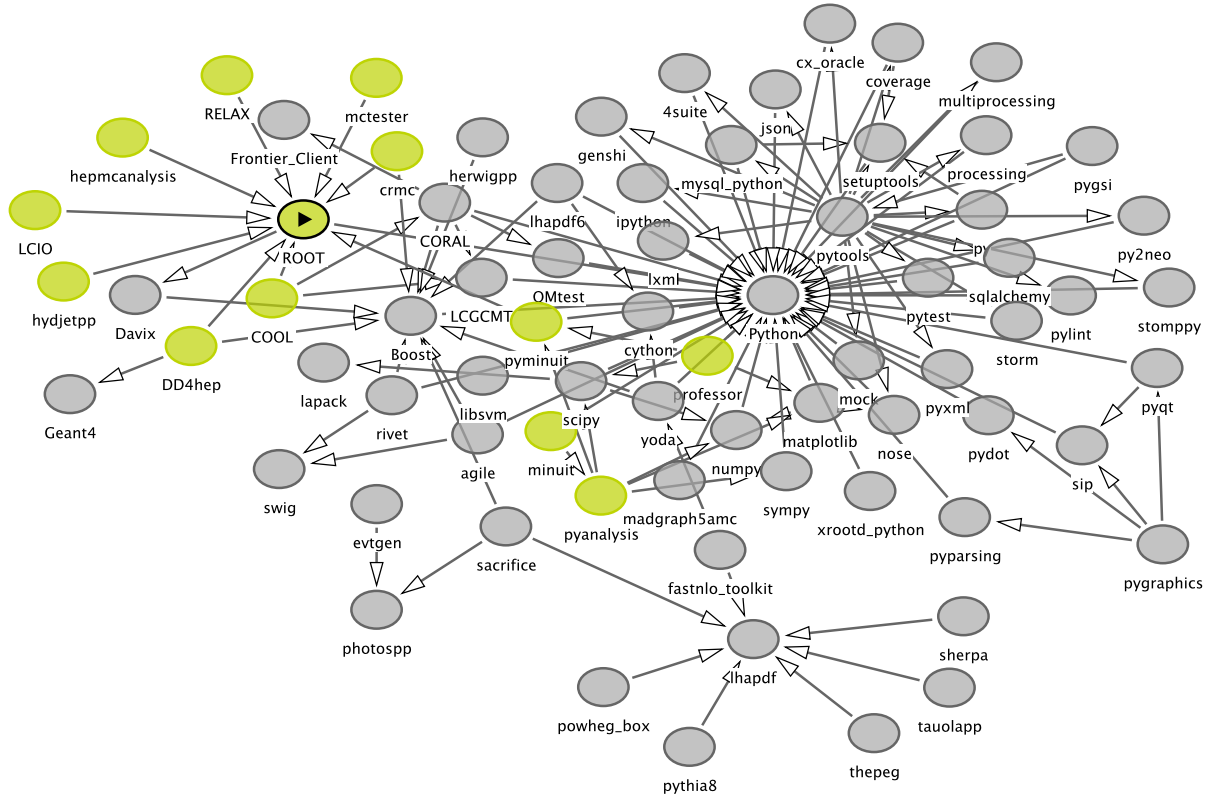 cx_oracle
coverage
multiprocessing
RELAX
mctester
4suite
json
Frontier_Client
hepmcanalysis
genshi
herwigpp
crmc
mysql_python
setuptools
processing
pygsi
LCIO
ROOT
CORAL
lhapdf6
ipython
pytools
py
py2neo
lxml
sqlalchemy
OMtest
LCGCMT
pylint
stomppy
hydjetpp
Davix
COOL
Python
pytest
storm
DD4hep
Boost
pyminuit
cython
Geant4
lapack
libsvm
professor
mock
pyxml
pyqt
rivet
scipy
yoda
matplotlib
nose
pydot
swig
agile
minuit
numpy
sip
pyanalysis
madgraph5amc
sympy
xrootd_python
evtgen
sacrifice
pyparsing
pygraphics
fastnlo_toolkit
photospp
lhapdf
sherpa
powheg_box
tauolapp
pythia8
thepeg